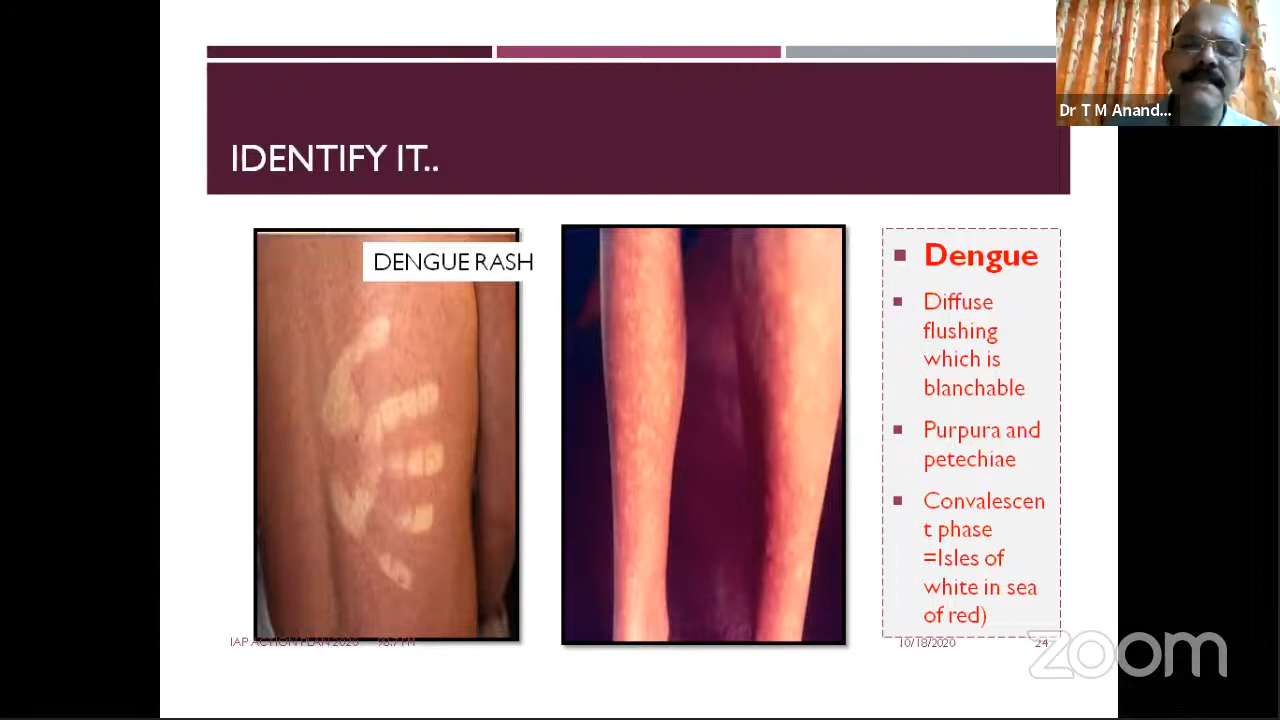 Dr T M Anand...
IDENTIFY IT..
DENGUE RASH
Dengue
Diffuse
flushing
which is
blanchable
Purpura and
petechiae
Convalescen
t phase
=Isles of
white in sea
of red)
IAP ACTION PLAN 2020
10/18/2020
24
zoom